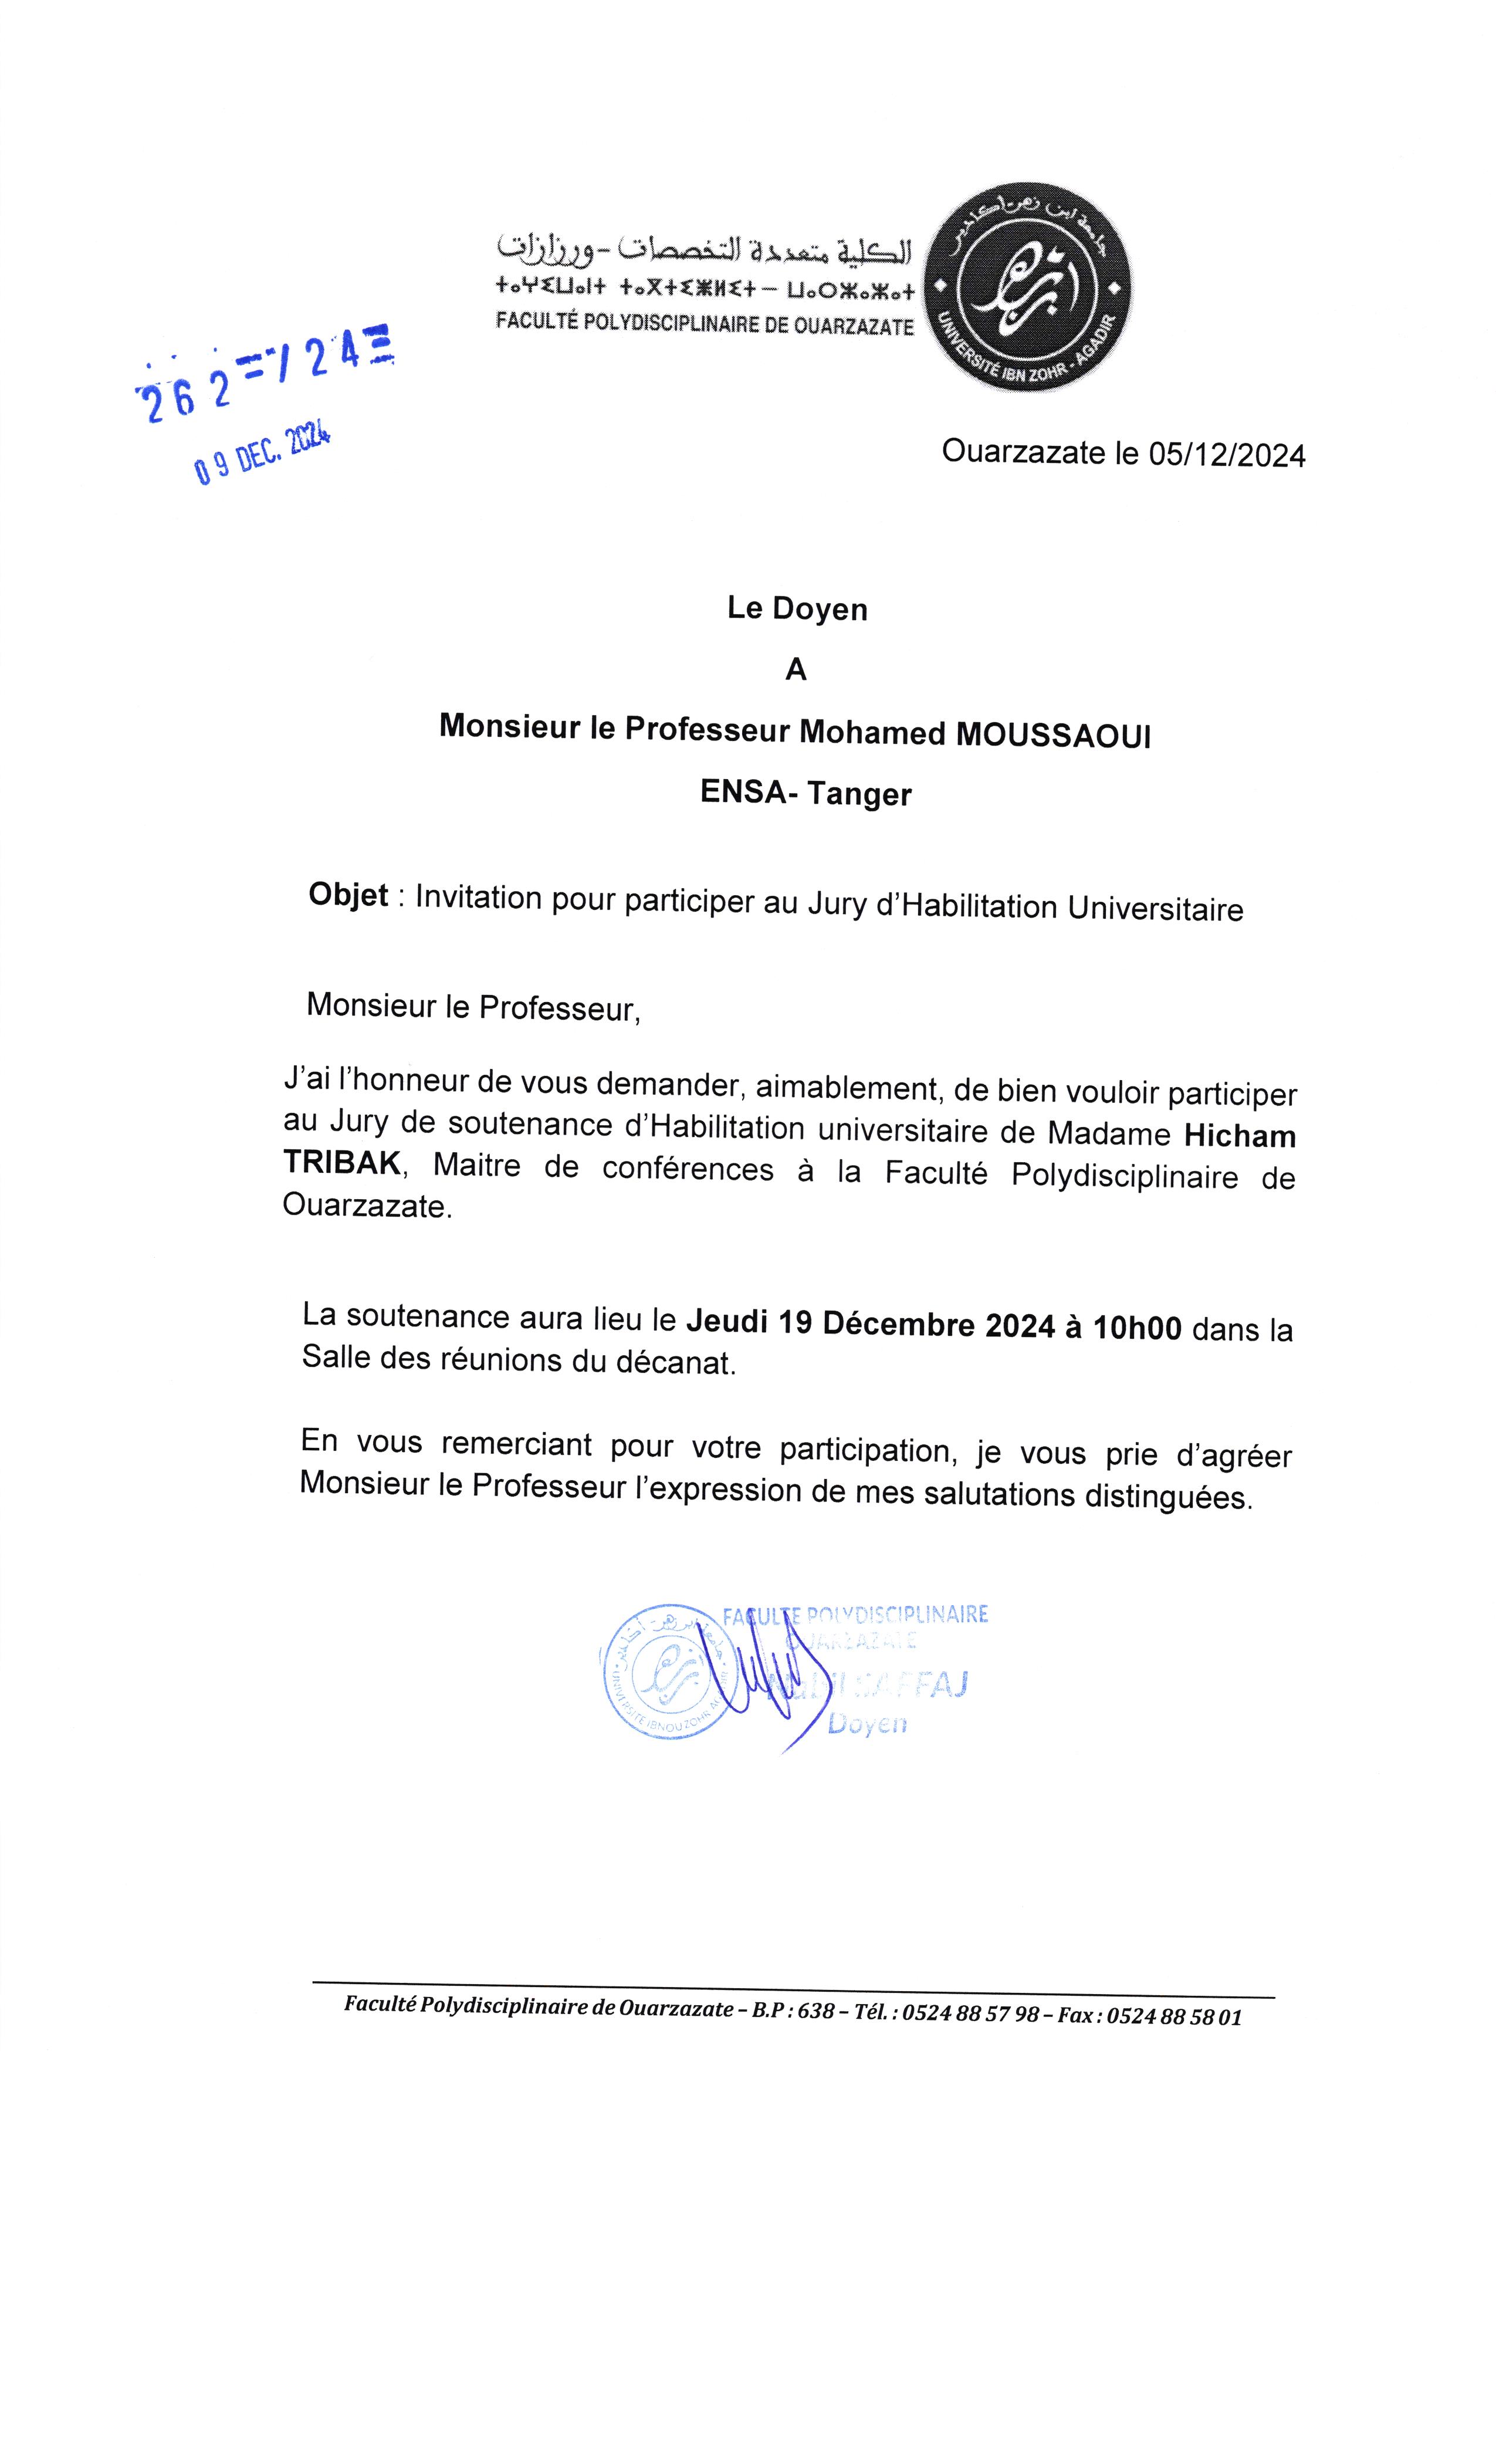 الكلية متعددة التخصصات -ورزازات
ⵜⴰⵖⵉⵡⴰⵏⵜ ⵜⴰⴳⵜⵉⵥⵍⵉⵜ – ⵡⴰⵔⵣⴰⵣⴰⵜ
FACULTÉ POLYDISCIPLINAIRE DE OUARZAZATE
جامعة ابن زهر-أكادير
UNIVERSITÉ IBN ZOHR - AGADIR
262 = 724
09 DEC. 2024
Ouarzazate le 05/12/2024
Le Doyen
A
Monsieur le Professeur Mohamed MOUSSAOUI
ENSA- Tanger
Objet : Invitation pour participer au Jury d’Habilitation Universitaire
Monsieur le Professeur,
J’ai l’honneur de vous demander, aimablement, de bien vouloir participer
au Jury de soutenance d’Habilitation universitaire de Madame Hicham
TRIBAK, Maitre de conférences à la Faculté Polydisciplinaire de
Ouarzazate.
La soutenance aura lieu le Jeudi 19 Décembre 2024 à 10h00 dans la
Salle des réunions du décanat.
En vous remerciant pour votre participation, je vous prie d’agréer
Monsieur le Professeur l’expression de mes salutations distinguées.
FACULTE POLYDISCIPLINAIRE
OUARZAZATE
Nabil SAFFAJ
Doyen
UNIVERSITE IBNOU ZOHR AGADIR
Faculté Polydisciplinaire de Ouarzazate – B.P : 638 – Tél. : 0524 88 57 98 – Fax : 0524 88 58 01